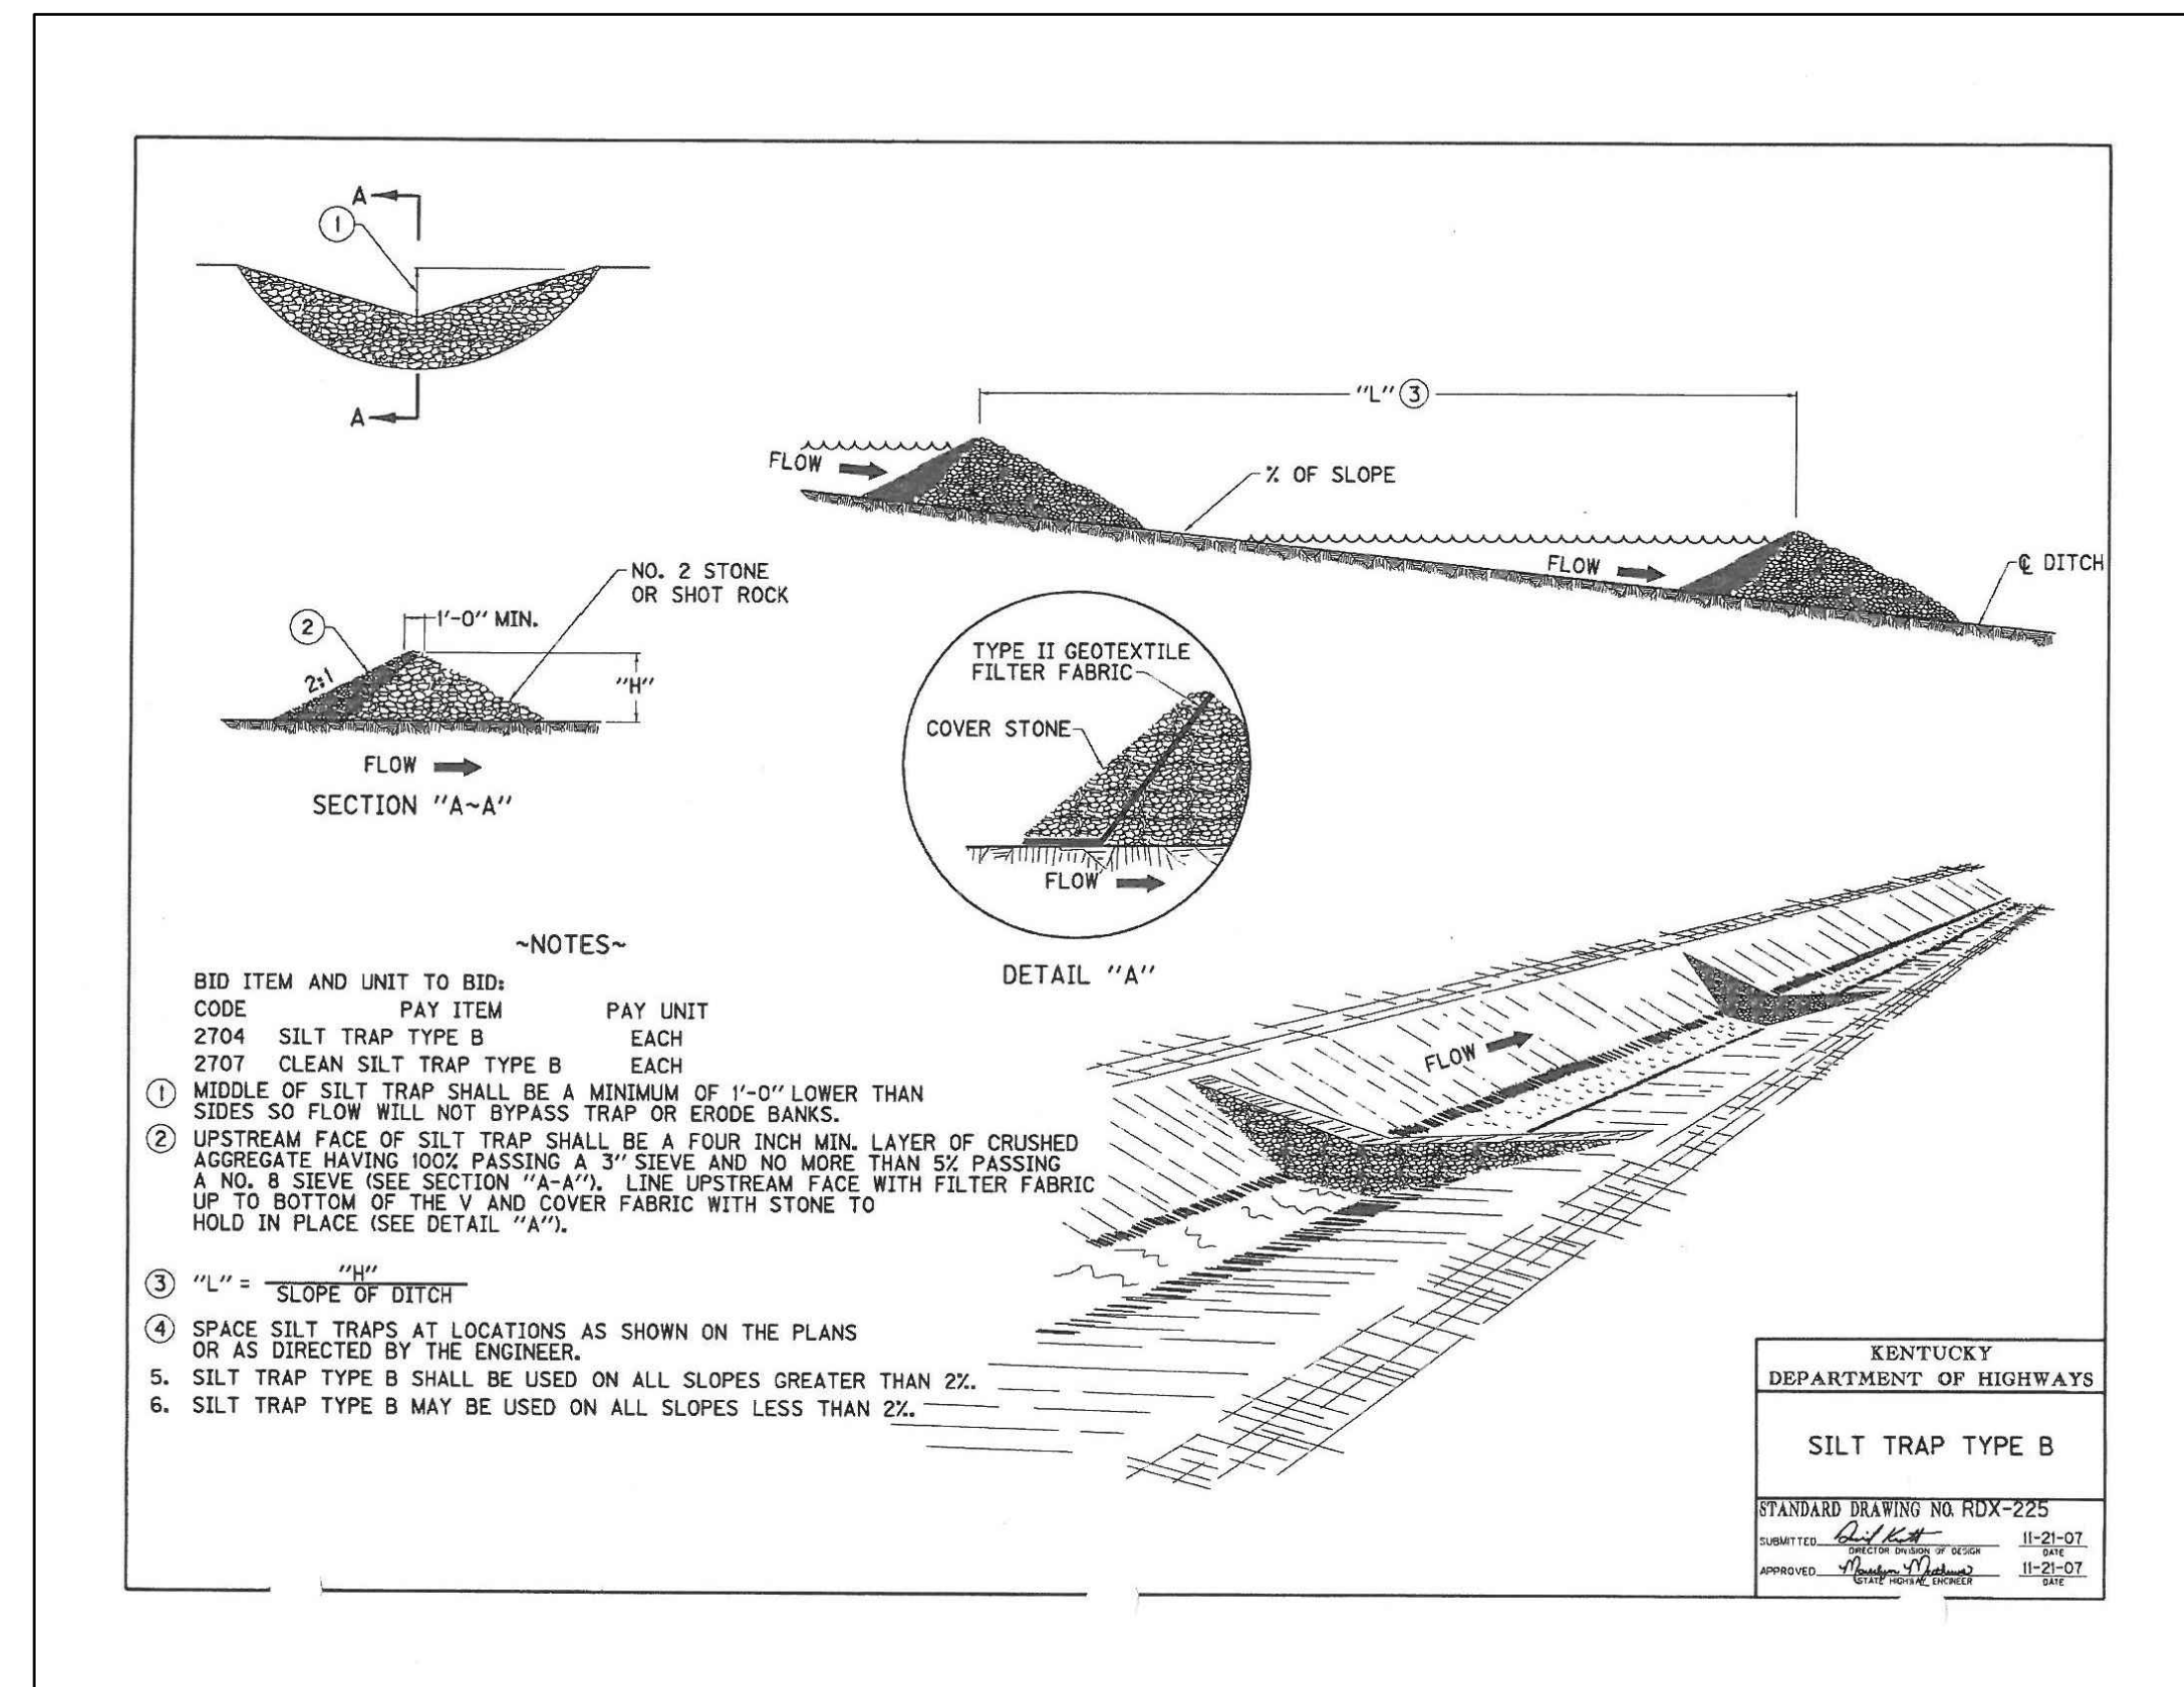 A
①
A
"L" ③
FLOW
% OF SLOPE
FLOW
℄ DITCH
NO. 2 STONE
OR SHOT ROCK
②
1'-0" MIN.
2:1
"H"
FLOW
SECTION "A~A"
TYPE II GEOTEXTILE
FILTER FABRIC
COVER STONE
FLOW
DETAIL "A"
FLOW
~NOTES~
BID ITEM AND UNIT TO BID:
CODE PAY ITEM PAY UNIT
2704 SILT TRAP TYPE B EACH
2707 CLEAN SILT TRAP TYPE B EACH
① MIDDLE OF SILT TRAP SHALL BE A MINIMUM OF 1'-0" LOWER THAN
SIDES SO FLOW WILL NOT BYPASS TRAP OR ERODE BANKS.
② UPSTREAM FACE OF SILT TRAP SHALL BE A FOUR INCH MIN. LAYER OF CRUSHED
AGGREGATE HAVING 100% PASSING A 3" SIEVE AND NO MORE THAN 5% PASSING
A NO. 8 SIEVE (SEE SECTION "A-A"). LINE UPSTREAM FACE WITH FILTER FABRIC
UP TO BOTTOM OF THE V AND COVER FABRIC WITH STONE TO
HOLD IN PLACE (SEE DETAIL "A").
③ "L" = "H"
SLOPE OF DITCH
④ SPACE SILT TRAPS AT LOCATIONS AS SHOWN ON THE PLANS
OR AS DIRECTED BY THE ENGINEER.
5. SILT TRAP TYPE B SHALL BE USED ON ALL SLOPES GREATER THAN 2%.
6. SILT TRAP TYPE B MAY BE USED ON ALL SLOPES LESS THAN 2%.
KENTUCKY
DEPARTMENT OF HIGHWAYS
SILT TRAP TYPE B
STANDARD DRAWING NO. RDX-225
SUBMITTED 11-21-07
DIRECTOR DIVISION OF DESIGN DATE
APPROVED 11-21-07
STATE HIGHWAY ENGINEER DATE